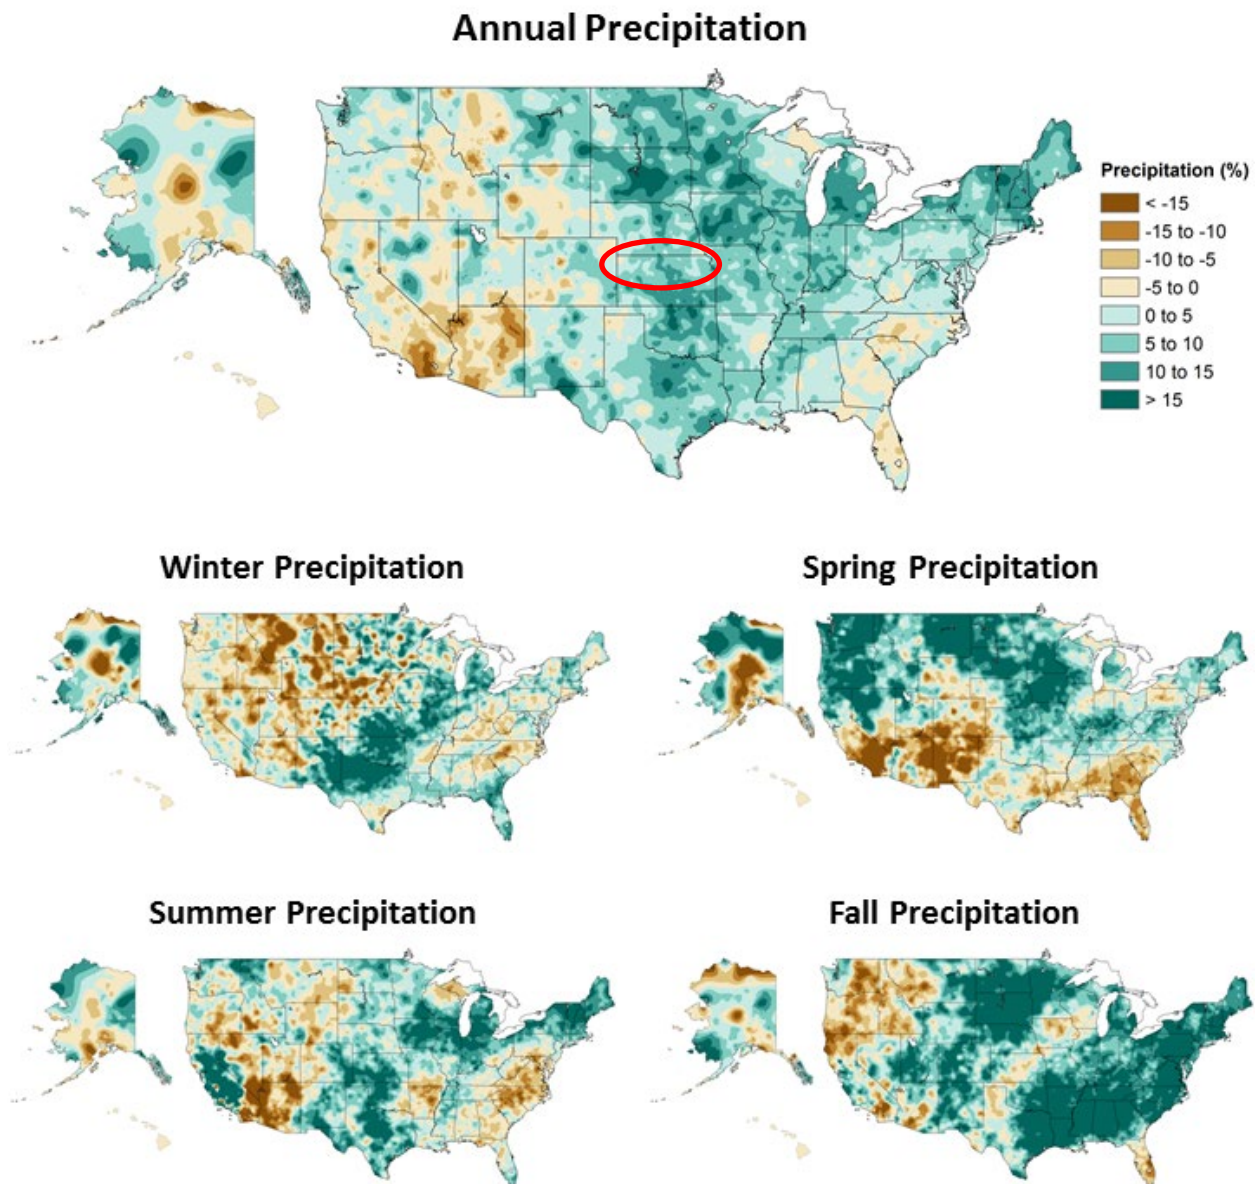 Annual Precipitation
Precipitation (%)
< -15
-15 to -10
-10 to -5
-5 to 0
0 to 5
5 to 10
10 to 15
> 15
Winter Precipitation
Spring Precipitation
Summer Precipitation
Fall Precipitation